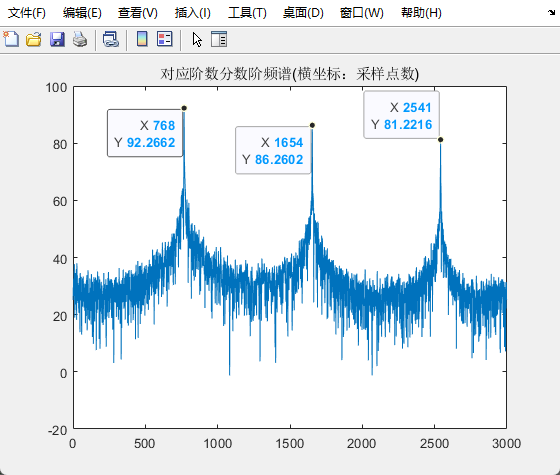 文件(F) 编辑(E) 查看(V) 插入(I) 工具(T) 桌面(D) 窗口(W) 帮助(H)
对应阶数分数阶频谱(横坐标：采样点数)
100
80
60
40
20
0
-20
X 768
Y 92.2662
X 1654
Y 86.2602
X 2541
Y 81.2216
0 500 1000 1500 2000 2500 3000